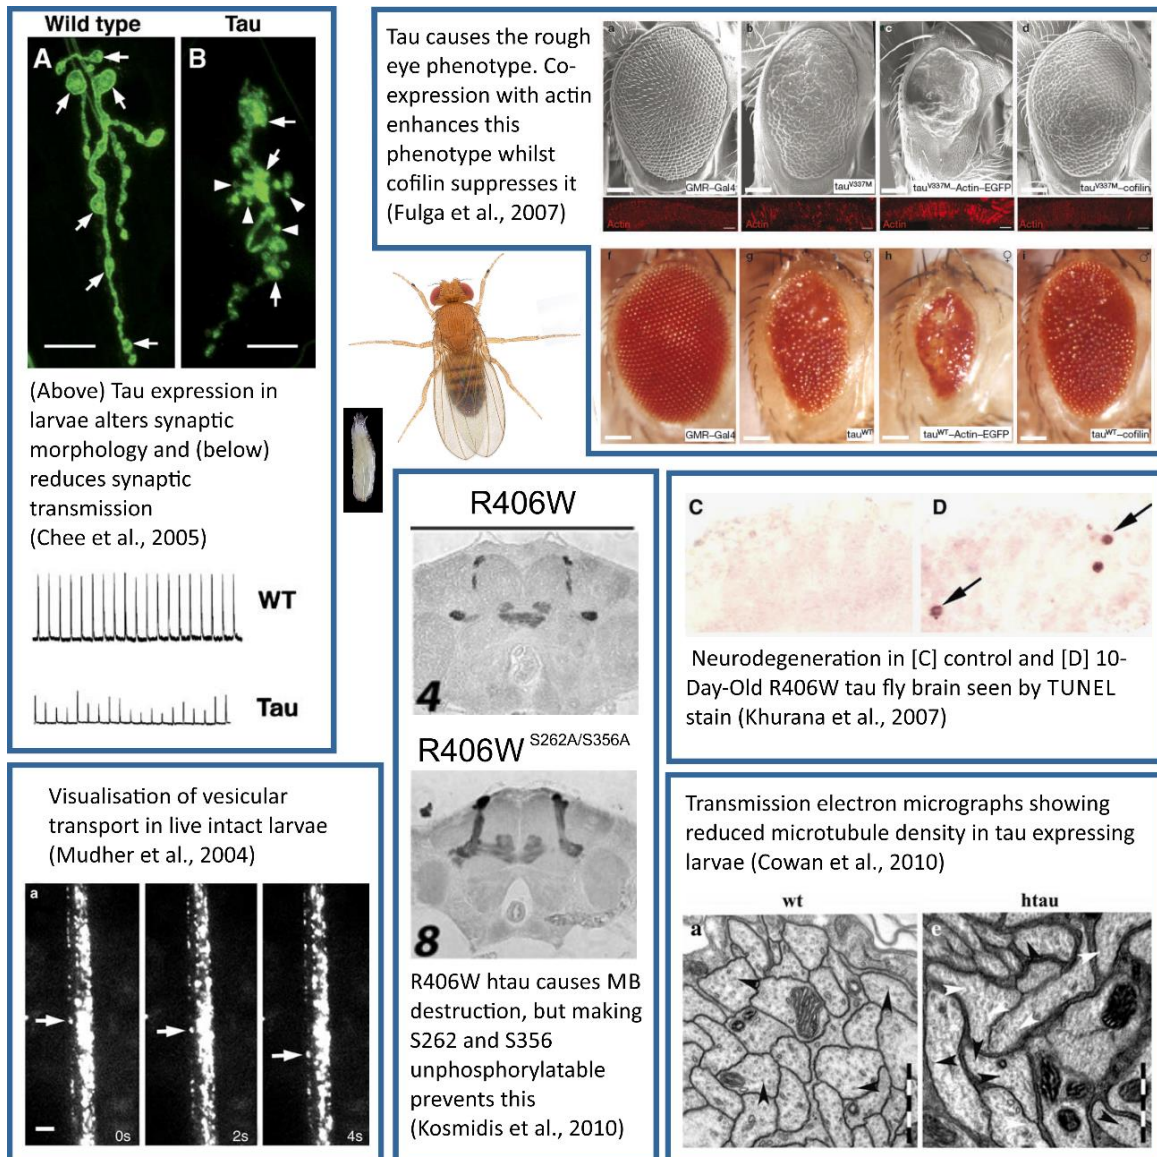 Wild type
Tau
A
B
(Above) Tau expression in
larvae alters synaptic
morphology and (below)
reduces synaptic
transmission
(Chee et al., 2005)
WT
Tau
Tau causes the rough
eye phenotype. Co-
expression with actin
enhances this
phenotype whilst
cofilin suppresses it
(Fulga et al., 2007)
a
b
c
d
GMR–Gal4
tauV337M
tauV337M–Actin–EGFP
tauV337M–cofilin
Actin
Actin
Actin
Actin
f
g ♀
h ♀
i ♂
GMR–Gal4
tauWT
tauWT–Actin–EGFP
tauWT–cofilin
R406W
4
R406W S262A/S356A
8
R406W htau causes MB
destruction, but making
S262 and S356
unphosphorylatable
prevents this
(Kosmidis et al., 2010)
C
D
Neurodegeneration in [C] control and [D] 10-
Day-Old R406W tau fly brain seen by TUNEL
stain (Khurana et al., 2007)
Visualisation of vesicular
transport in live intact larvae
(Mudher et al., 2004)
a
0s
2s
4s
Transmission electron micrographs showing
reduced microtubule density in tau expressing
larvae (Cowan et al., 2010)
wt
htau
a
e